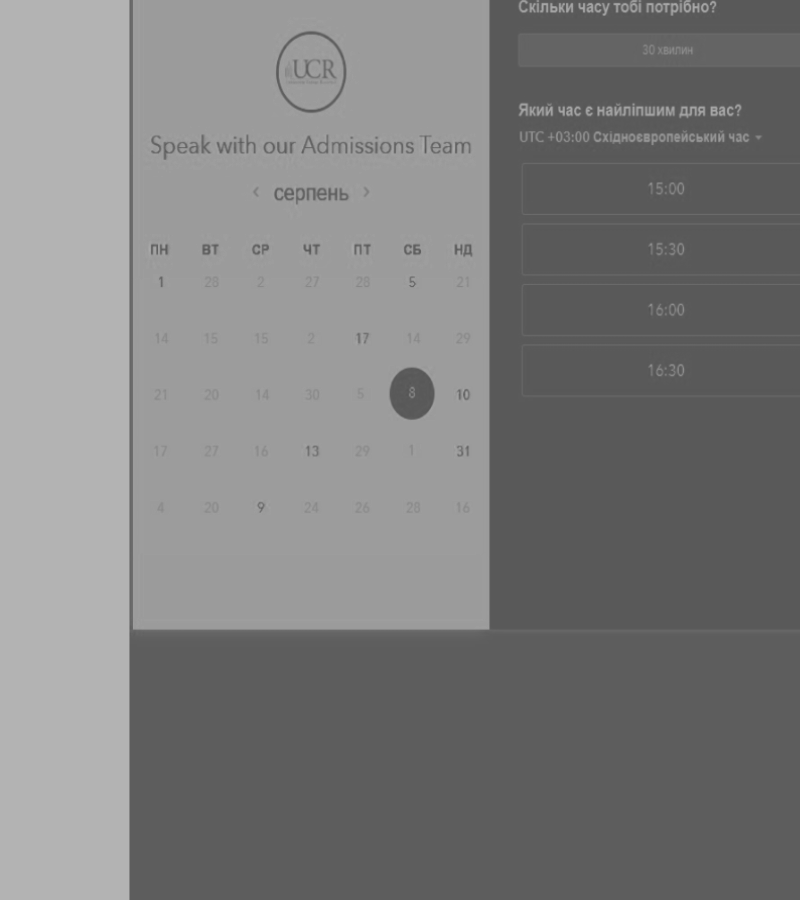 UCR
Speak with our Admissions Team
‹ серпень ›
ПН ВТ СР ЧТ ПТ СБ НД
1 28 2 27 28 5 21
14 15 15 2 17 14 29
21 20 14 30 5 8 10
17 27 16 13 29 1 31
4 20 9 24 26 28 16
Скільки часу тобі потрібно?
30 хвилин
Який час є найліпшим для вас?
UTC +03:00 Східноєвропейський час
15:00
15:30
16:00
16:30